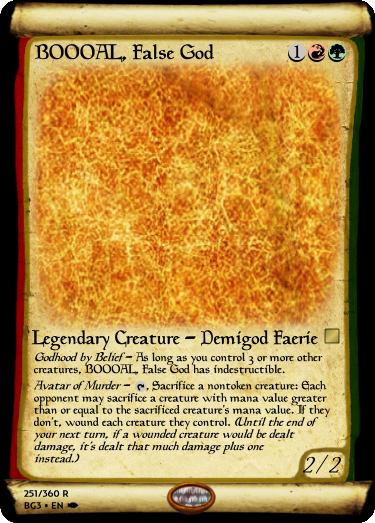 BOOOAL, False God 1
Legendary Creature – Demigod Faerie
Godhood by Belief – As long as you control 3 or more other
creatures, BOOOAL, False God has indestructible.
Avatar of Murder – , Sacrifice a nontoken creature: Each
opponent may sacrifice a creature with mana value greater
than or equal to the sacrificed creature's mana value. If they
don't, wound each creature they control. (Until the end
of your next turn, if a wounded creature would be dealt
damage, it's dealt that much damage plus one
instead.)
2/2
251/360 R
BG3 • EN